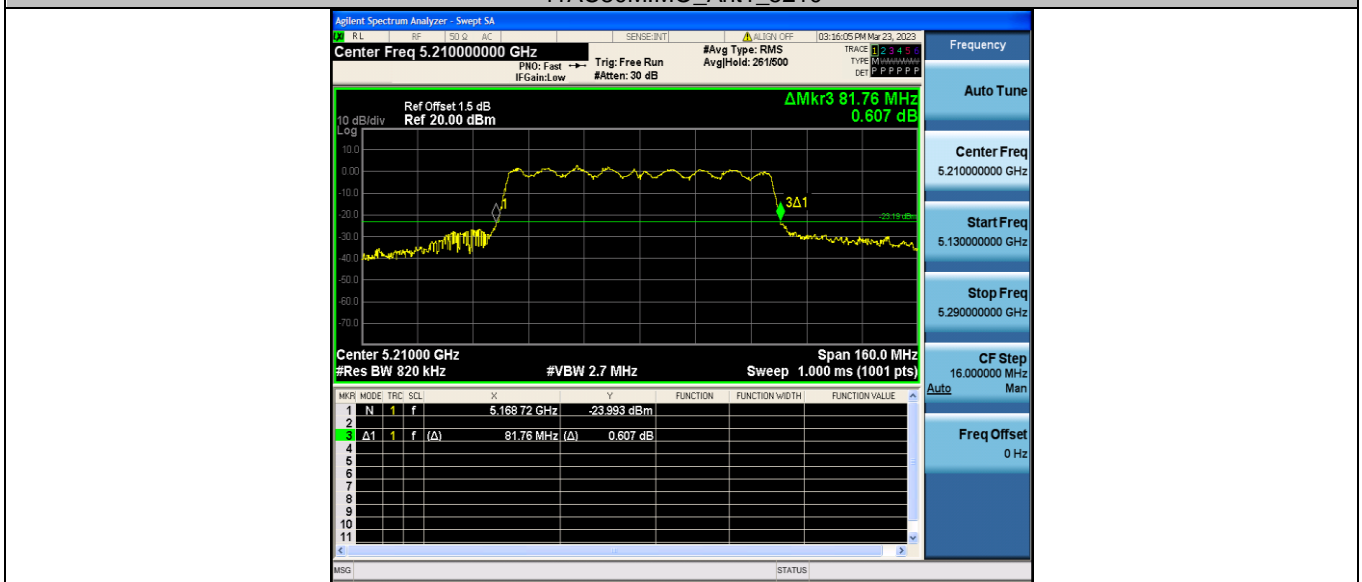 11AC80MIMO_Ant1_5210
Agilent Spectrum Analyzer - Swept SA
RL RF 50 Ω AC SENSE:INT ALIGN OFF 03:16:05 PM Mar 23, 2023
Center Freq 5.210000000 GHz
PNO: Fast
IFGain:Low
Trig: Free Run
#Atten: 30 dB
#Avg Type: RMS
Avg|Hold: 261/500
TRACE 1 2 3 4 5 6
TYPE M
DET P P P P P P
ΔMkr3 81.76 MHz
0.607 dB
Ref Offset 1.5 dB
10 dB/div Ref 20.00 dBm
Log
10.0
0.00
-10.0
-20.0
-30.0
-40.0
-50.0
-60.0
-70.0
1
3Δ1
-23.19 dBm
Center 5.21000 GHz Span 160.0 MHz
#Res BW 820 kHz #VBW 2.7 MHz Sweep 1.000 ms (1001 pts)
MKR MODE TRC SCL X Y FUNCTION FUNCTION WIDTH FUNCTION VALUE
1 N 1 f 5.168 72 GHz -23.993 dBm
2
3 Δ1 1 f (Δ) 81.76 MHz (Δ) 0.607 dB
4
5
6
7
8
9
10
11
MSG STATUS
Frequency
Auto Tune
Center Freq
5.210000000 GHz
Start Freq
5.130000000 GHz
Stop Freq
5.290000000 GHz
CF Step
16.000000 MHz
Auto Man
Freq Offset
0 Hz